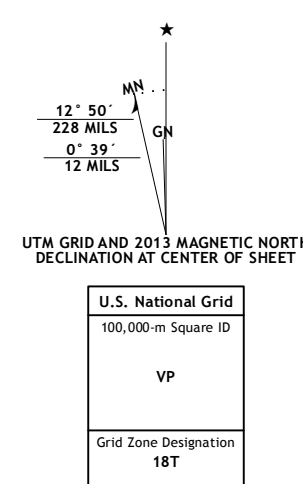 ★
MN
12° 50´
228 MILS
GN
0° 39´
12 MILS
UTM GRID AND 2013 MAGNETIC NORTH
DECLINATION AT CENTER OF SHEET
U.S. National Grid
100,000-m Square ID
VP
Grid Zone Designation
18T